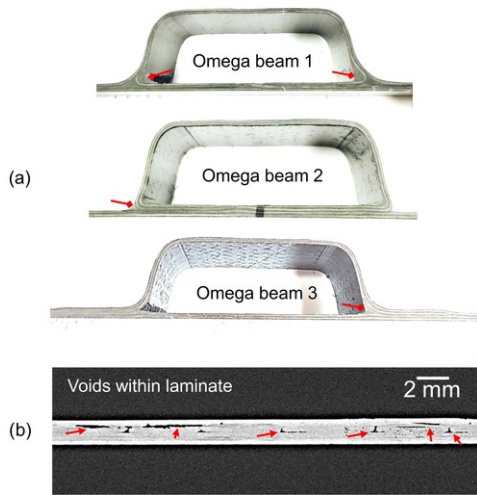 Omega beam 1
(a)
Omega beam 2
Omega beam 3
Voids within laminate
2 mm
(b)